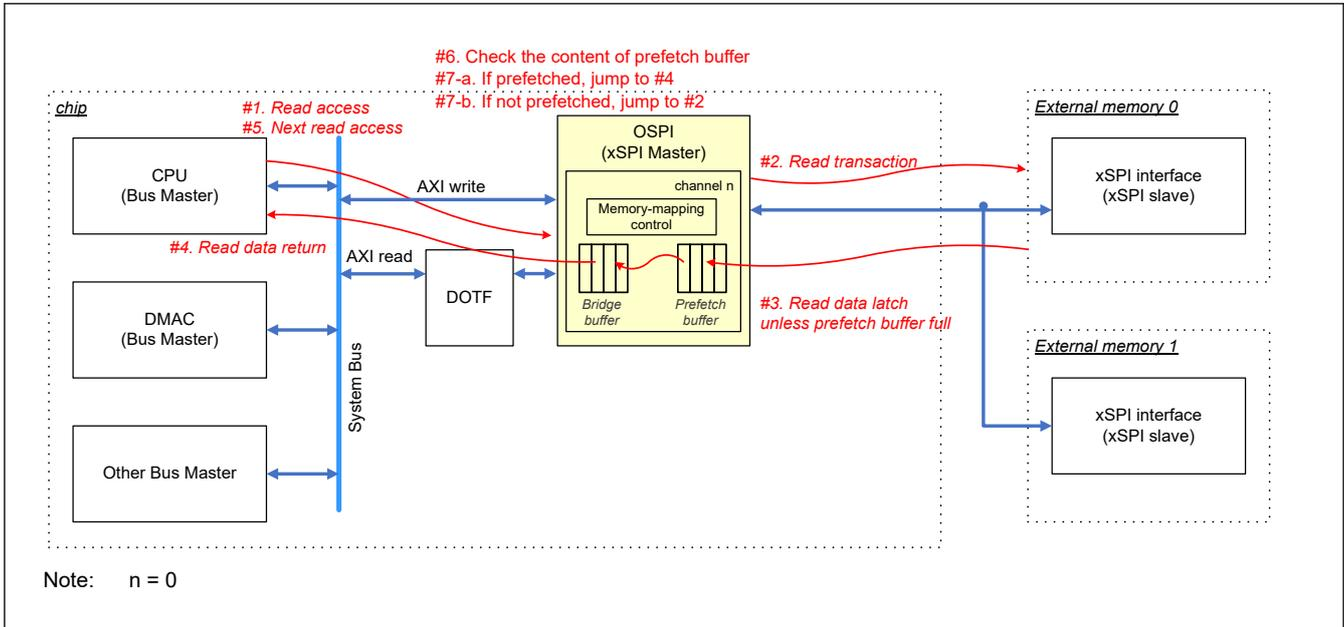 #6. Check the content of prefetch buffer
#7-a. If prefetched, jump to #4
#7-b. If not prefetched, jump to #2
chip
#1. Read access
#5. Next read access
CPU
(Bus Master)
AXI write
#4. Read data return
AXI read
DOTF
DMAC
(Bus Master)
System Bus
Other Bus Master
OSPI
(xSPI Master)
channel n
Memory-mapping
control
Bridge
buffer
Prefetch
buffer
#2. Read transaction
#3. Read data latch
unless prefetch buffer full
External memory 0
xSPI interface
(xSPI slave)
External memory 1
xSPI interface
(xSPI slave)
Note: n = 0